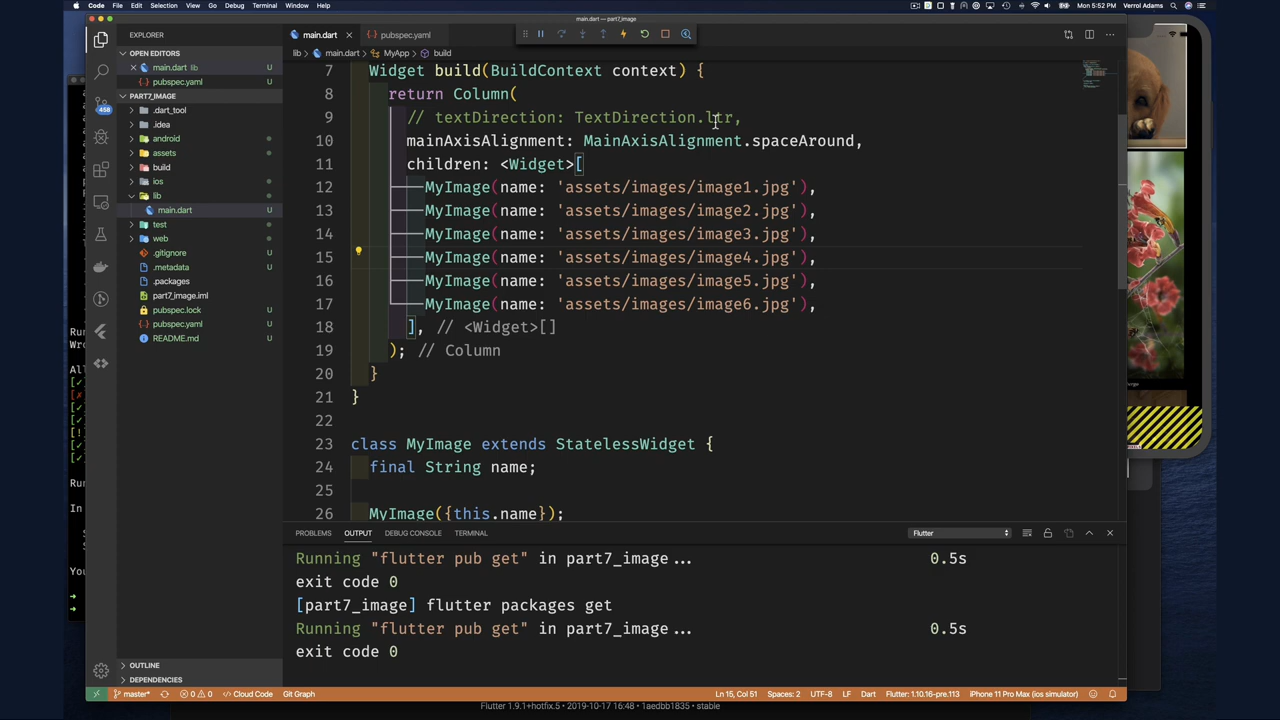 Code File Edit Selection View Go Debug Terminal Window Help
Mon 5:52 PM Verrol Adams
main.dart — part7_image
EXPLORER
main.dart
pubspec.yaml
OPEN EDITORS
main.dart U
pubspec.yaml U
PART7_IMAGE
.dart_tool
.idea
android
assets
build
ios
lib
main.dart U
test
web
.gitignore U
.metadata U
.packages
part7_image.iml U
pubspec.lock U
pubspec.yaml U
README.md U
OUTLINE
DEPENDENCIES
458
lib > main.dart > MyApp > build
7 Widget build(BuildContext context) {
8 return Column(
9 // textDirection: TextDirection.ltr,
10 mainAxisAlignment: MainAxisAlignment.spaceAround,
11 children: <Widget>[
12 MyImage(name: 'assets/images/image1.jpg'),
13 MyImage(name: 'assets/images/image2.jpg'),
14 MyImage(name: 'assets/images/image3.jpg'),
15 MyImage(name: 'assets/images/image4.jpg'),
16 MyImage(name: 'assets/images/image5.jpg'),
17 MyImage(name: 'assets/images/image6.jpg'),
18 ], // <Widget>[]
19 ); // Column
20 }
21 }
22
23 class MyImage extends StatelessWidget {
24 final String name;
25
26 MyImage({this.name});
PROBLEMS OUTPUT DEBUG CONSOLE TERMINAL
Flutter
Running "flutter pub get" in part7_image... 0.5s
exit code 0
[part7_image] flutter packages get
Running "flutter pub get" in part7_image... 0.5s
exit code 0
master* 0 0 Cloud Code Git Graph
Ln 15, Col 51 Spaces: 2 UTF-8 LF Dart Flutter: 1.10.16-pre.113 iPhone 11 Pro Max (ios simulator)
Flutter 1.9.1+hotfix.5 • 2019-10-17 16:48 • 1aedbb1835 • stable